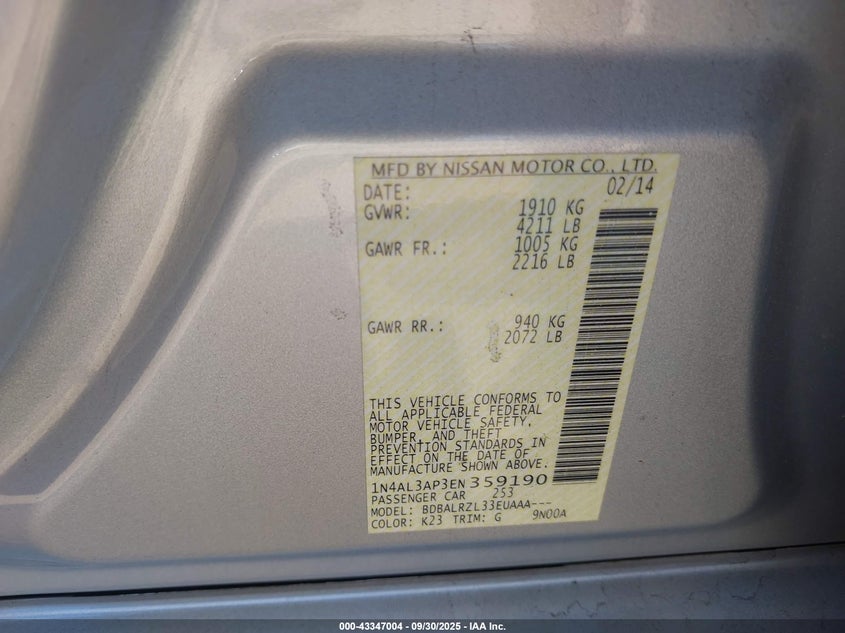 MFD BY NISSAN MOTOR CO., LTD.
DATE: 02/14
GVWR: 1910 KG
4211 LB
GAWR FR.: 1005 KG
2216 LB
GAWR RR.: 940 KG
2072 LB
THIS VEHICLE CONFORMS TO
ALL APPLICABLE FEDERAL
MOTOR VEHICLE SAFETY,
BUMPER, AND THEFT
PREVENTION STANDARDS IN
EFFECT ON THE DATE OF
MANUFACTURE SHOWN ABOVE.
1N4AL3AP3EN359190
PASSENGER CAR 253
MODEL: BDBALRZL33EUAAA---
COLOR: K23 TRIM: G 9N00A
000-43347004 — 09/30/2025 — IAA Inc.